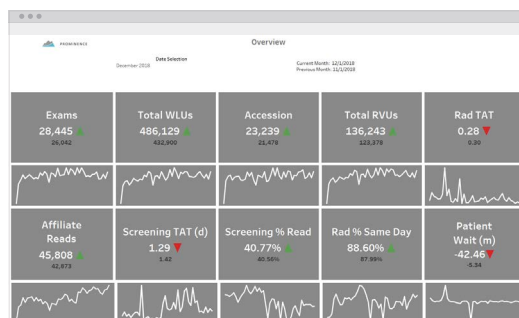 PROMINENCE
Overview
Data Selection
December 2018
Current Month: 12/1/2018
Previous Month: 11/1/2018
Exams
28,445
26,042
Total WLUs
486,129
432,900
Accession
23,239
21,478
Total RVUs
136,243
123,378
Rad TAT
0.28
0.30
Affiliate
Reads
45,808
42,873
Screening TAT (d)
1.29
1.42
Screening % Read
40.77%
40.56%
Rad % Same Day
88.60%
87.99%
Patient
Wait (m)
-42.46
-5.54